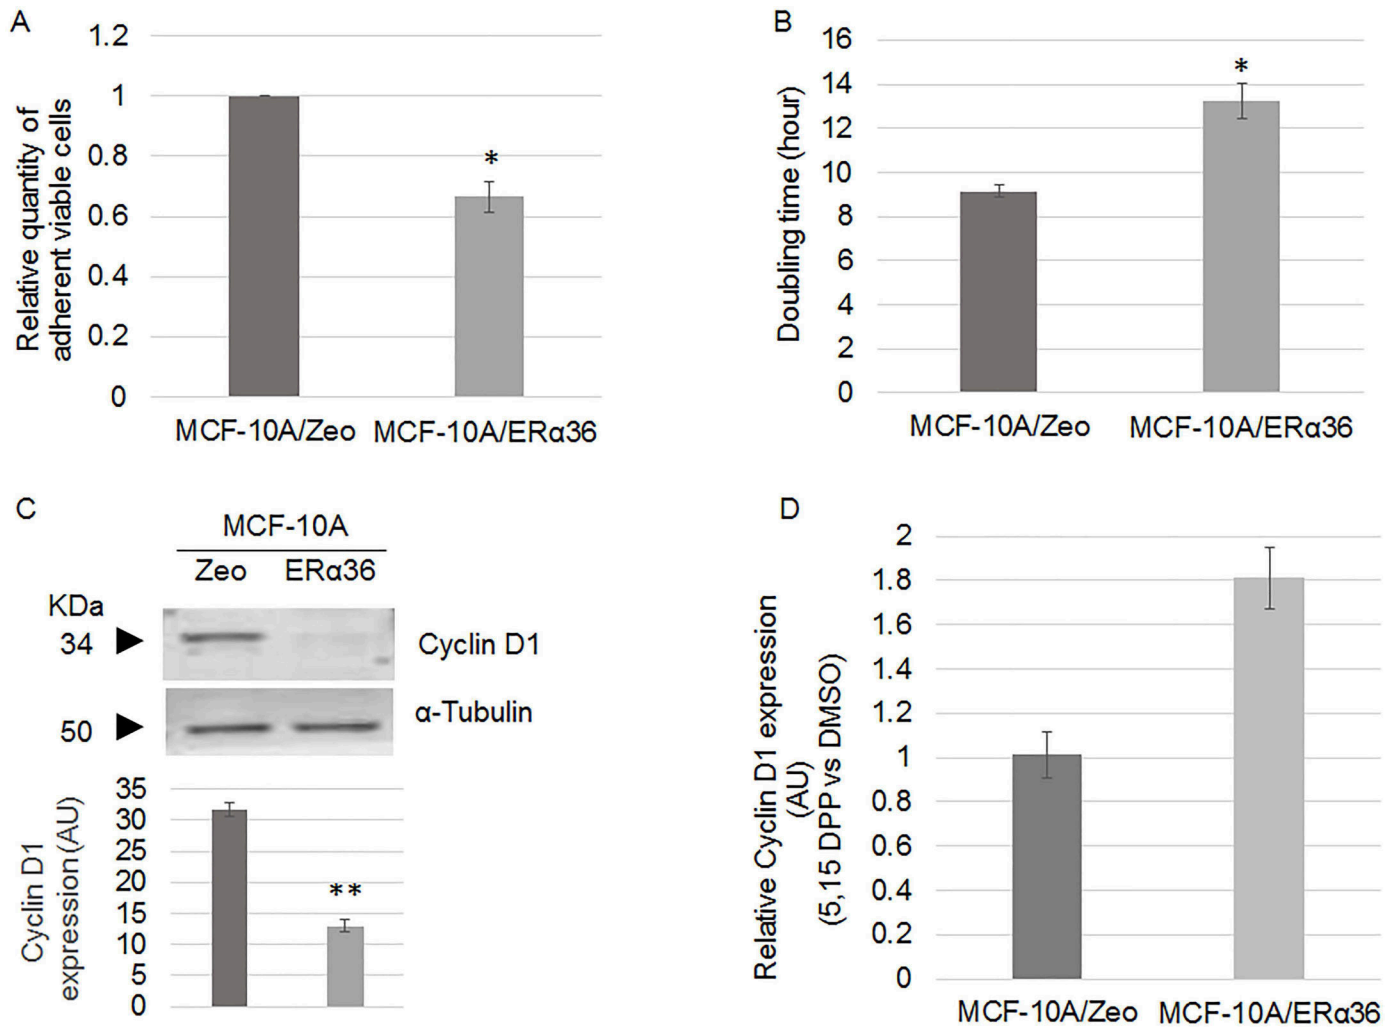 A
1.2
1
0.8
0.6
0.4
0.2
0
Relative quantity of
adherent viable cells
*
MCF-10A/Zeo MCF-10A/ERα36
B
16
14
12
10
8
6
4
2
0
Doubling time (hour)
*
MCF-10A/Zeo MCF-10A/ERα36
C
MCF-10A
Zeo ERα36
KDa
34
Cyclin D1
50
α-Tubulin
35
30
25
20
15
10
5
0
Cyclin D1
expression (AU)
**
D
2
1.8
1.6
1.4
1.2
1
0.8
0.6
0.4
0.2
0
Relative Cyclin D1 expression
(AU)
(5,15 DPP vs DMSO)
MCF-10A/Zeo MCF-10A/ERα36